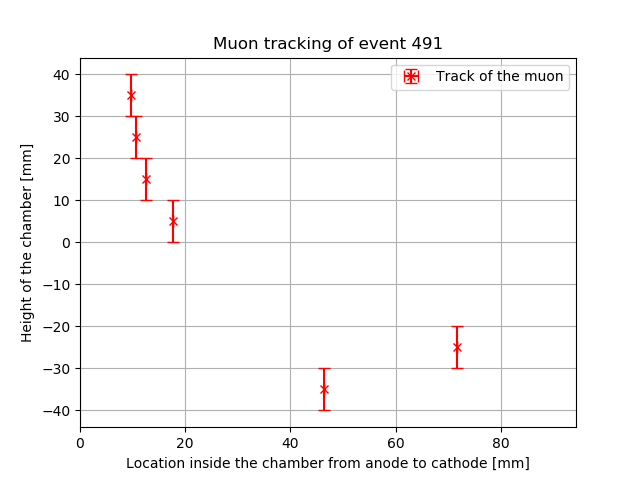 Muon tracking of event 491
Track of the muon
Height of the chamber [mm]
40
30
20
10
0
−10
−20
−30
−40
0 20 40 60 80
Location inside the chamber from anode to cathode [mm]